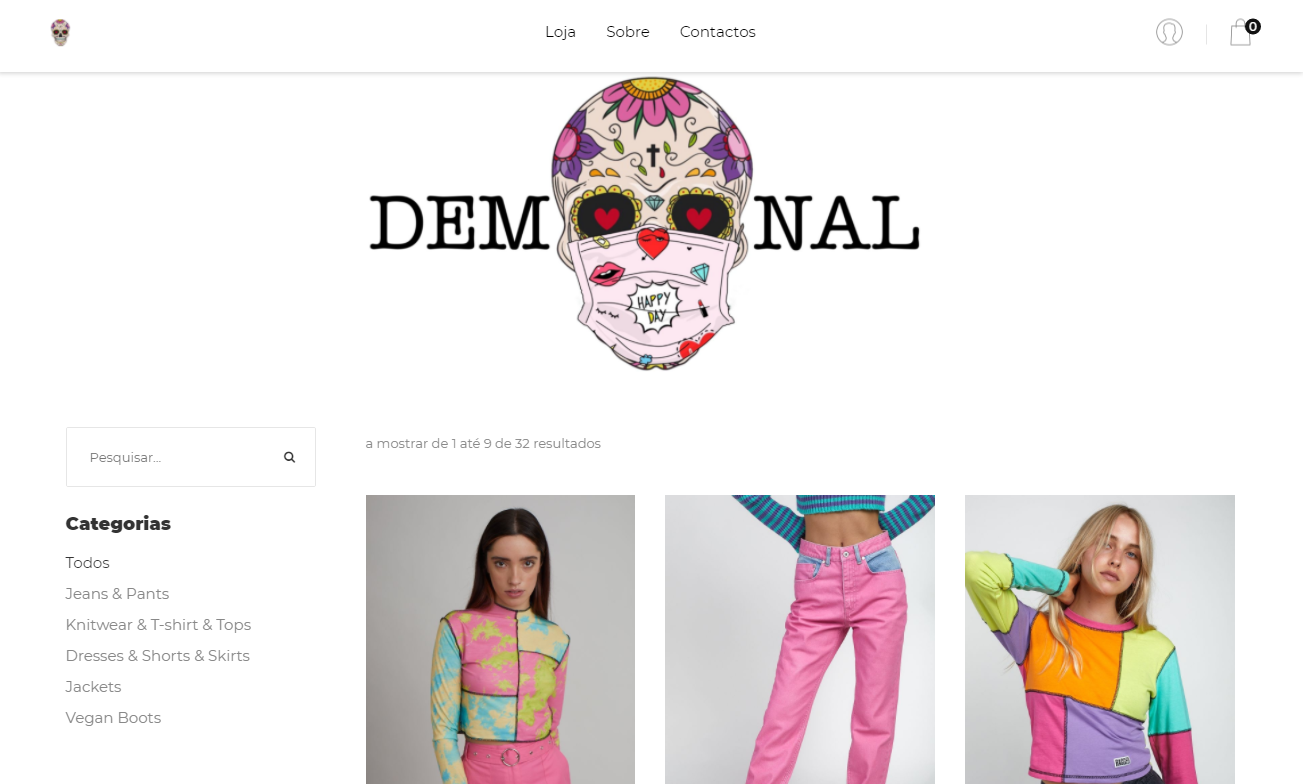 Loja Sobre Contactos
0
DEM NAL
HAPPY
DAY
Pesquisar...
a mostrar de 1 até 9 de 32 resultados
Categorias
Todos
Jeans & Pants
Knitwear & T-shirt & Tops
Dresses & Shorts & Skirts
Jackets
Vegan Boots